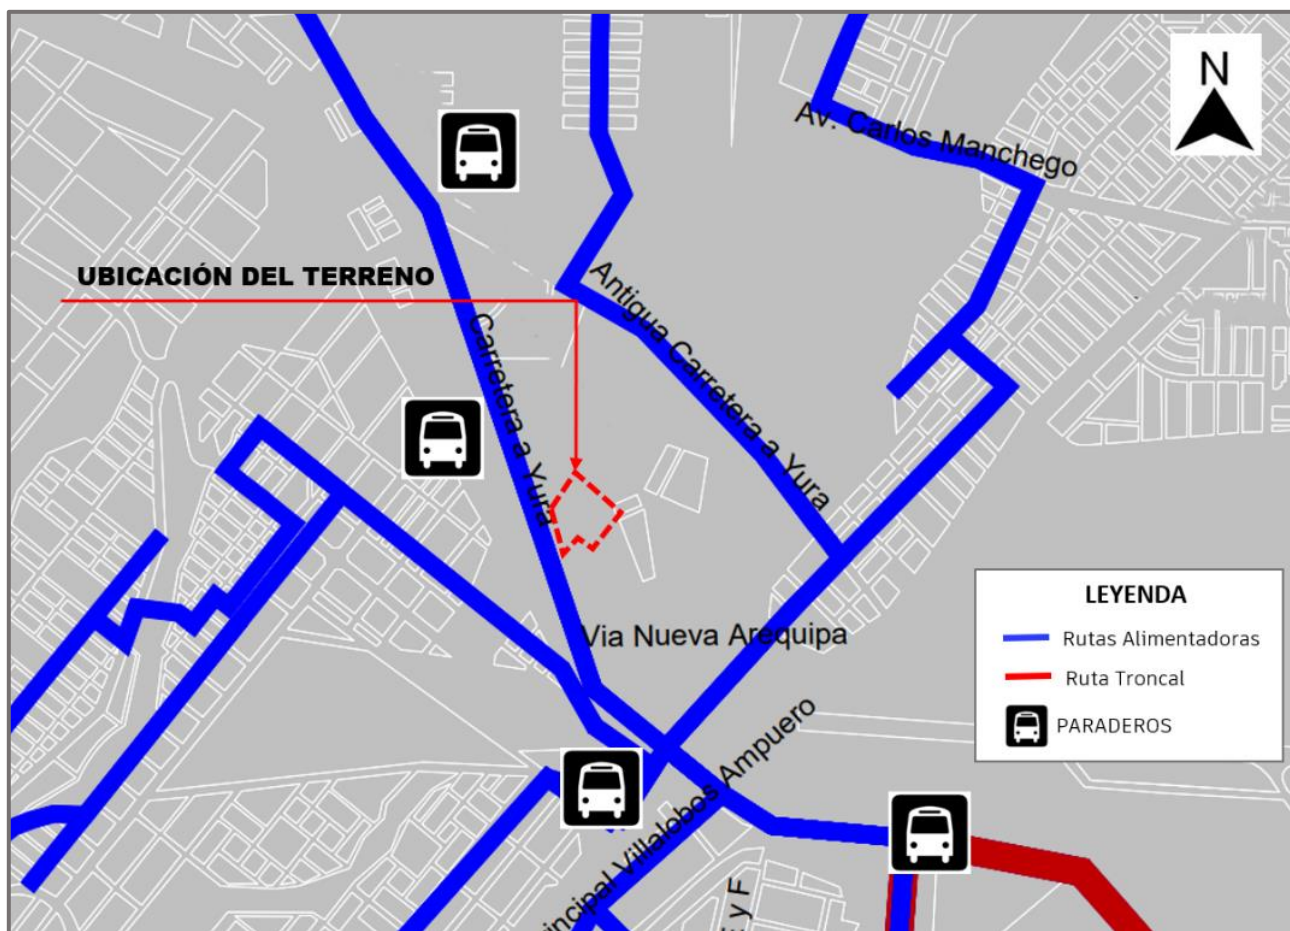 N
Av. Carlos Manchego
UBICACIÓN DEL TERRENO
Antigua Carretera a Yura
Carretera a Yura
LEYENDA
Via Nueva Arequipa
Rutas Alimentadoras
Ruta Troncal
PARADEROS
incipal Villalobos Ampuero
y F